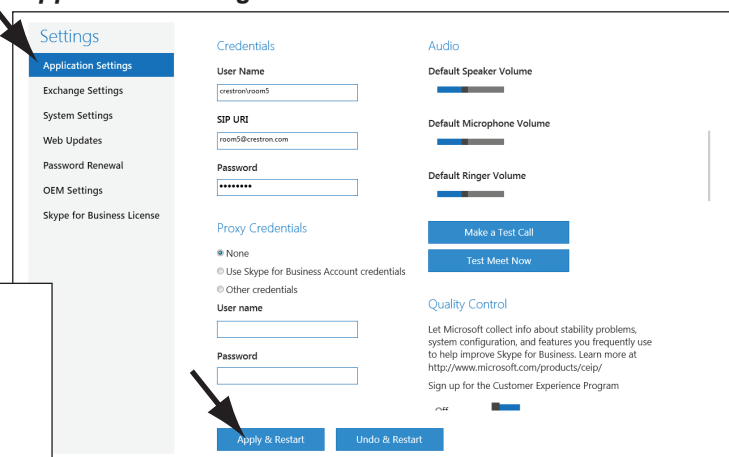 Settings
Application Settings
Exchange Settings
System Settings
Web Updates
Password Renewal
OEM Settings
Skype for Business License
Credentials
User Name
crestron\room5
SIP URI
room5@crestron.com
Password
••••••••
Proxy Credentials
None
Use Skype for Business Account credentials
Other credentials
User name
Password
Audio
Default Speaker Volume
Default Microphone Volume
Default Ringer Volume
Make a Test Call
Test Meet Now
Quality Control
Let Microsoft collect info about stability problems,
system configuration, and features you frequently use
to help improve Skype for Business. Learn more at
http://www.microsoft.com/products/ceip/
Sign up for the Customer Experience Program
Off
Apply & Restart
Undo & Restart